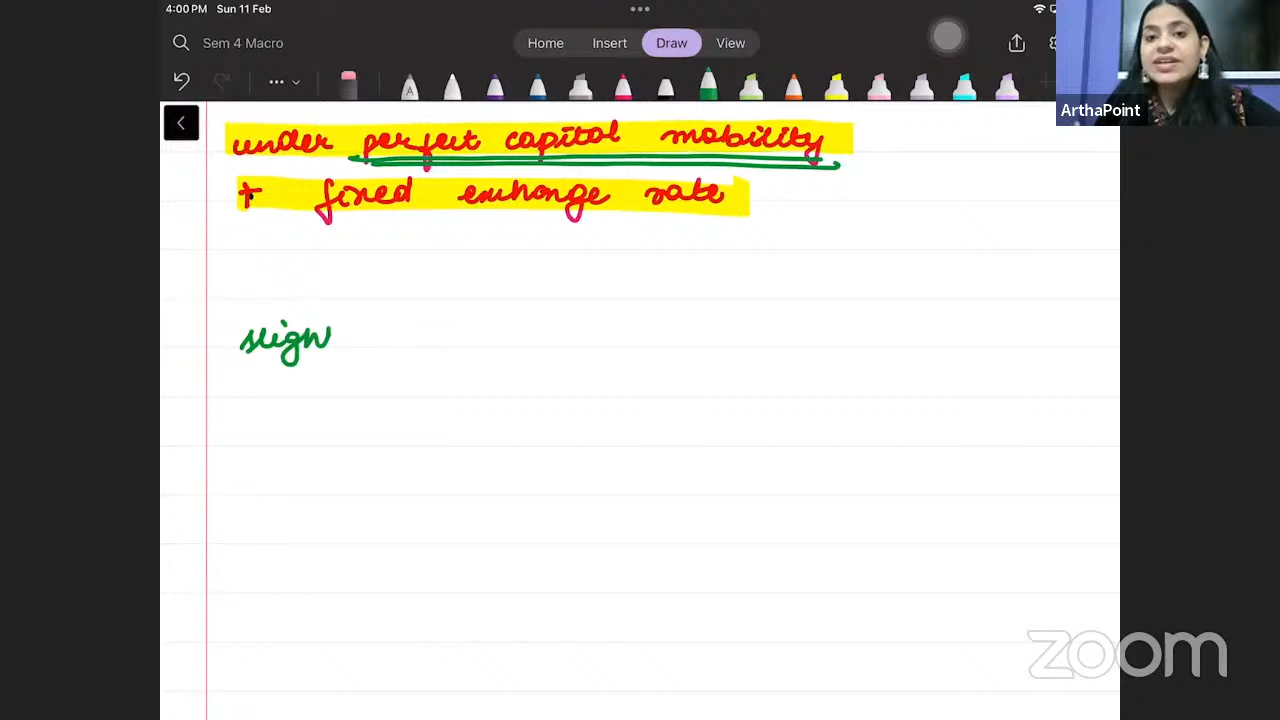 4:00 PM Sun 11 Feb
Sem 4 Macro
Home Insert Draw View
A
ArthaPoint
under perfect capital mobility
+ fixed exchange rate
slign
zoom